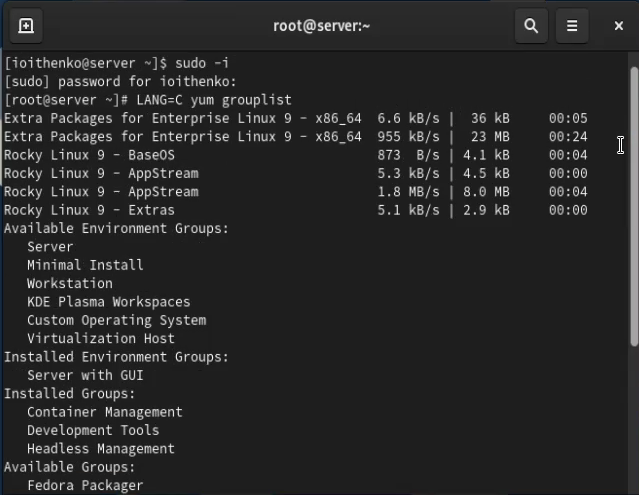 root@server:~
[ioithenko@server ~]$ sudo -i
[sudo] password for ioithenko:
[root@server ~]# LANG=C yum grouplist
Extra Packages for Enterprise Linux 9 - x86_64  6.6 kB/s |  36 kB     00:05
Extra Packages for Enterprise Linux 9 - x86_64  955 kB/s |  23 MB     00:24
Rocky Linux 9 - BaseOS                          873  B/s | 4.1 kB     00:04
Rocky Linux 9 - AppStream                       5.3 kB/s | 4.5 kB     00:00
Rocky Linux 9 - AppStream                       1.8 MB/s | 8.0 MB     00:04
Rocky Linux 9 - Extras                          5.1 kB/s | 2.9 kB     00:00
Available Environment Groups:
   Server
   Minimal Install
   Workstation
   KDE Plasma Workspaces
   Custom Operating System
   Virtualization Host
Installed Environment Groups:
   Server with GUI
Installed Groups:
   Container Management
   Development Tools
   Headless Management
Available Groups:
   Fedora Packager